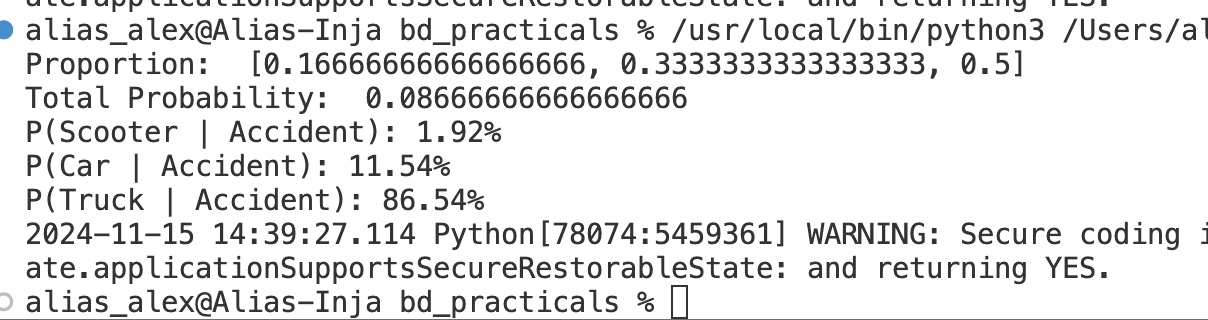 ate.applicationSupportsSecureRestorableState: and returning YES.
alias_alex@Alias-Inja bd_practicals % /usr/local/bin/python3 /Users/al
Proportion:  [0.16666666666666666, 0.3333333333333333, 0.5]
Total Probability:  0.08666666666666666
P(Scooter | Accident): 1.92%
P(Car | Accident): 11.54%
P(Truck | Accident): 86.54%
2024-11-15 14:39:27.114 Python[78074:5459361] WARNING: Secure coding i
ate.applicationSupportsSecureRestorableState: and returning YES.
alias_alex@Alias-Inja bd_practicals %